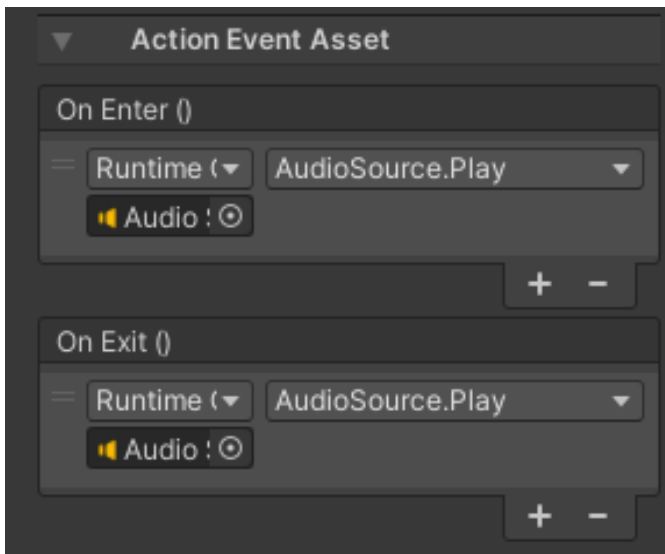 Action Event Asset
On Enter ()
Runtime ( AudioSource.Play
Audio
+ -
On Exit ()
Runtime ( AudioSource.Play
Audio
+ -